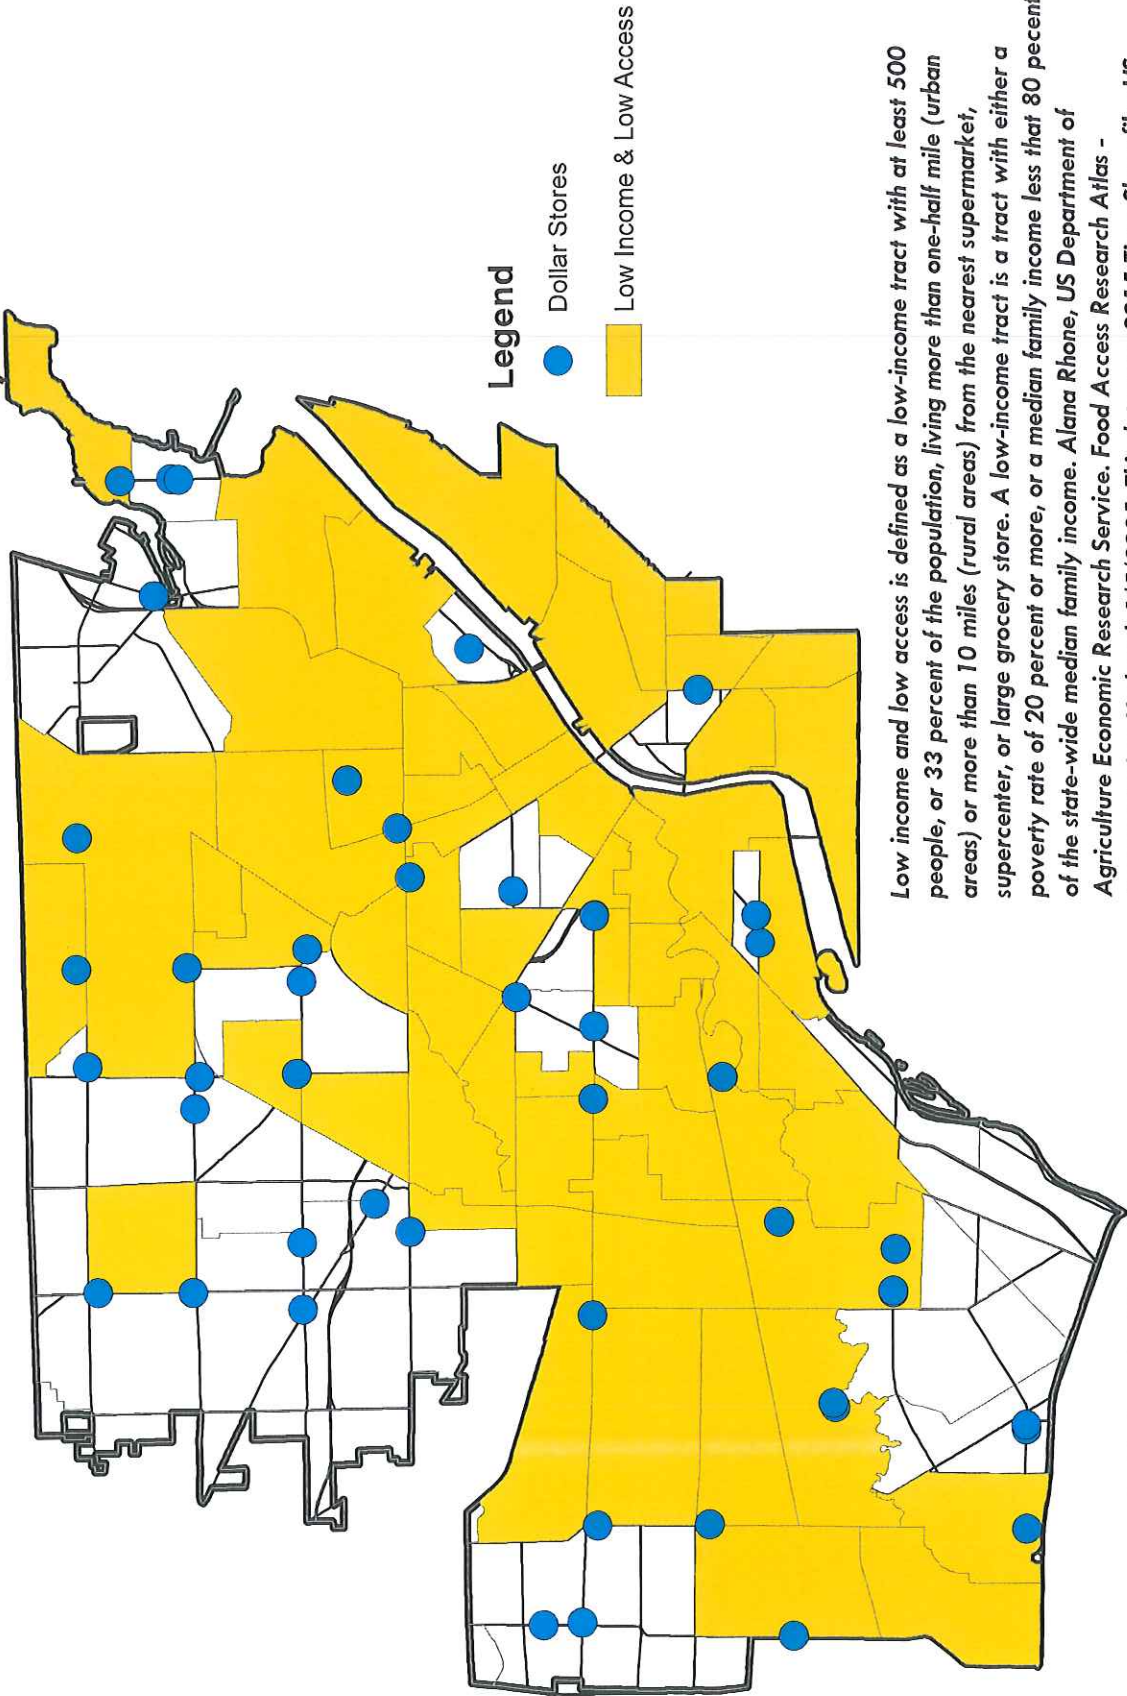 Legend
Dollar Stores
Low Income & Low Access
Low income and low access is defined as a low-income tract with at least 500
people, or 33 percent of the population, living more than one-half mile (urban
areas) or more than 10 miles (rural areas) from the nearest supermarket,
supercenter, or large grocery store. A low-income tract is a tract with either a
poverty rate of 20 percent or more, or a median family income less that 80 pecent
of the state-wide median family income. Alana Rhone, US Department of
Agriculture Economic Research Service. Food Access Research Atlas -